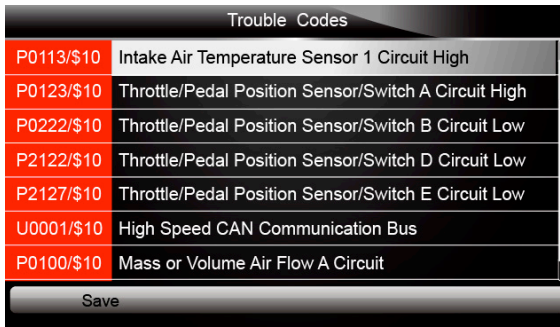 Trouble Codes
P0113/$10 Intake Air Temperature Sensor 1 Circuit High
P0123/$10 Throttle/Pedal Position Sensor/Switch A Circuit High
P0222/$10 Throttle/Pedal Position Sensor/Switch B Circuit Low
P2122/$10 Throttle/Pedal Position Sensor/Switch D Circuit Low
P2127/$10 Throttle/Pedal Position Sensor/Switch E Circuit Low
U0001/$10 High Speed CAN Communication Bus
P0100/$10 Mass or Volume Air Flow A Circuit
Save